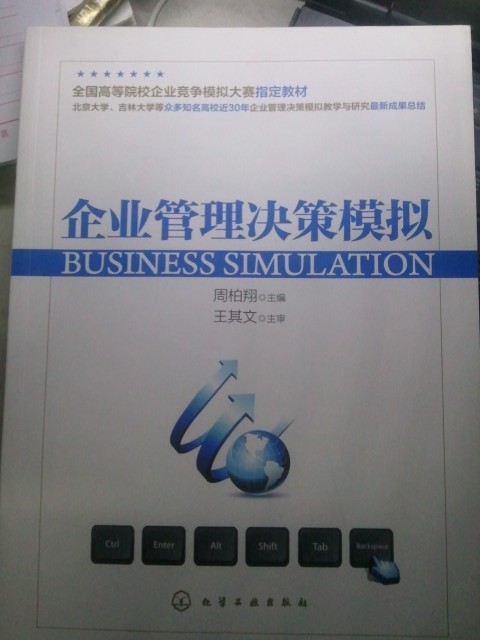 ★★★★★★★
全国高等院校企业竞争模拟大赛指定教材
北京大学、吉林大学等众多知名高校近30年企业管理决策模拟教学与研究最新成果总结
企业管理决策模拟
BUSINESS SIMULATION
周柏翔◎主编
王其文◎主审
Ctrl Enter Alt Shift Tab Backspace
化学工业出版社